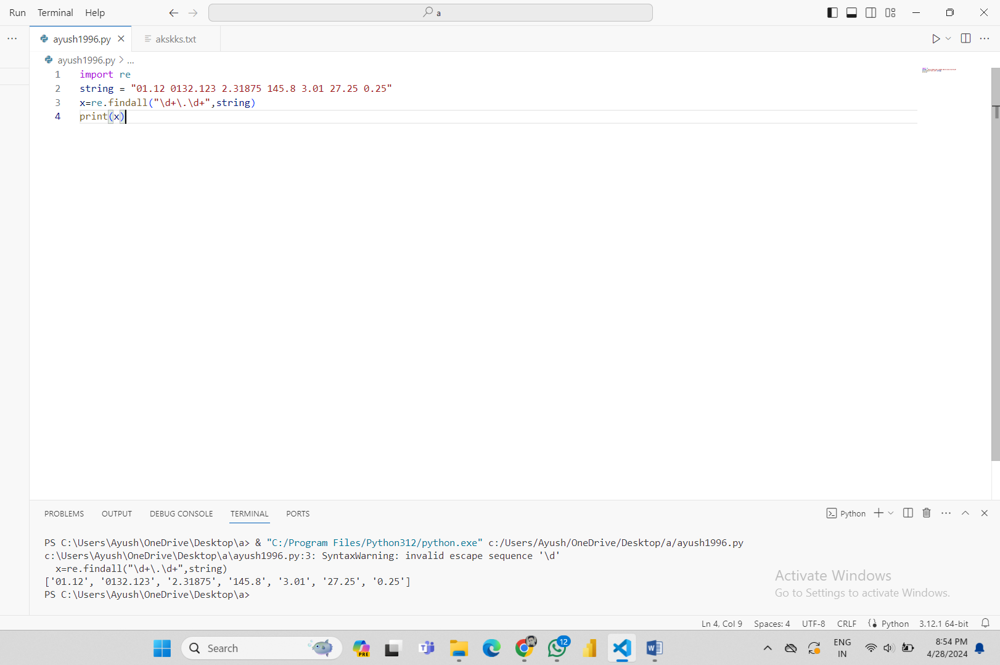 Run Terminal Help
a
ayush1996.py
akskks.txt
ayush1996.py > ...
1 import re
2 string = "01.12 0132.123 2.31875 145.8 3.01 27.25 0.25"
3 x=re.findall("\d+\.\d+",string)
4 print(x)
PROBLEMS OUTPUT DEBUG CONSOLE TERMINAL PORTS
Python
PS C:\Users\Ayush\OneDrive\Desktop\a> & "C:/Program Files/Python312/python.exe" c:/Users/Ayush/OneDrive/Desktop/a/ayush1996.py
c:\Users\Ayush\OneDrive\Desktop\a\ayush1996.py:3: SyntaxWarning: invalid escape sequence '\d'
  x=re.findall("\d+\.\d+",string)
['01.12', '0132.123', '2.31875', '145.8', '3.01', '27.25', '0.25']
PS C:\Users\Ayush\OneDrive\Desktop\a>
Activate Windows
Go to Settings to activate Windows.
Ln 4, Col 9 Spaces: 4 UTF-8 CRLF Python 3.12.1 64-bit
Search
PRE
12
ENG
IN
8:54 PM
4/28/2024